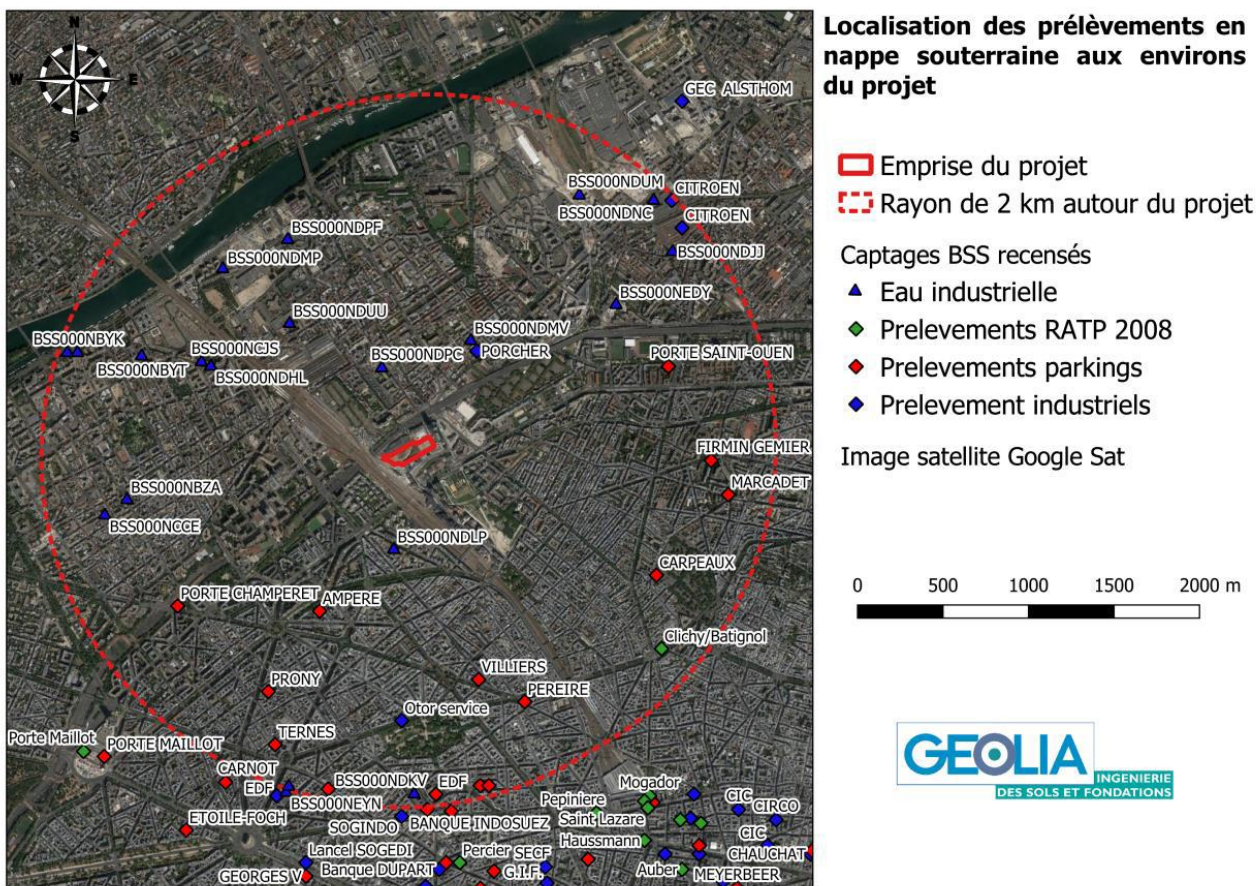 Localisation des prélèvements en
nappe souterraine aux environs
du projet
Emprise du projet
Rayon de 2 km autour du projet
Captages BSS recensés
Eau industrielle
Prelevements RATP 2008
Prelevements parkings
Prelevement industriels
Image satellite Google Sat
0 500 1000 1500 2000 m
GEOLIA
INGENIERIE
DES SOLS ET FONDATIONS
N
W E
S
GEC ALSTHOM
BSS000NDUM
CITROEN
BSS000NDNC
CITROEN
BSS000NDPF
BSS000NDJJ
BSS000NDMP
BSS000NEDY
BSS000NDUU
BSS000NDMV
BSS000NBYK
BSS000NCJS
PORCHER
BSS000NDPC
PORTE SAINT-OUEN
BSS000NBYT
BSS000NDHL
FIRMIN GEMIER
MARCADET
BSS000NBZA
BSS000NCCE
BSS000NDLP
CARPEAUX
PORTE CHAMPERET
AMPERE
Clichy/Batignol
VILLIERS
PRONY
PEREIRE
Otor service
TERNES
Porte Maillot
PORTE MAILLOT
CARNOT
BSS000NDKV
EDF
Mogador
EDF
BSS000NEYN
Pepiniere
CIC
CIRCO
ETOILE-FOCH
SOGINDO
BANQUE INDOSUEZ
Saint-Lazare
Haussmann
CIC
Lancel SOGEDI
Percier
SECF
CHAUCHAT
Banque DUPART
G.I.F.
Auber
MEYERBEER
GEORGES V